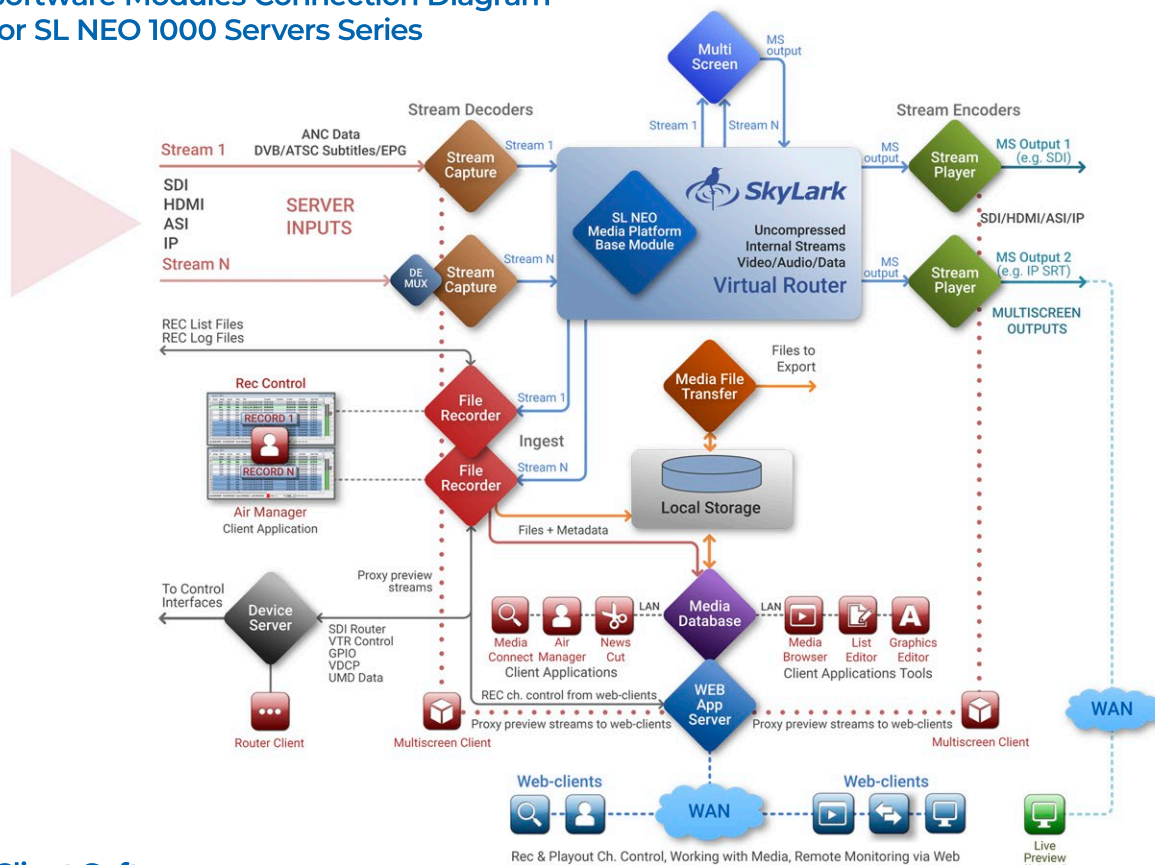 Software Modules Connection Diagram
for SL NEO 1000 Servers Series
Multi
Screen
MS
output
Stream 1
Stream N
Stream Decoders
Stream Encoders
Stream 1
ANC Data
DVB/ATSC Subtitles/EPG
Stream
Capture
Stream 1
SDI
HDMI
ASI
IP
SERVER
INPUTS
Stream N
DE
MUX
Stream
Capture
Stream N
SL NEO
Media Platform
Base Module
SkyLark
Uncompressed
Internal Streams
Video/Audio/Data
Virtual Router
MS
output
Stream
Player
MS Output 1
(e.g. SDI)
SDI/HDMI/ASI/IP
MS
output
Stream
Player
MS Output 2
(e.g. IP SRT)
MULTISCREEN
OUTPUTS
REC List Files
REC Log Files
Rec Control
RECORD 1
RECORD N
Air Manager
Client Application
File
Recorder
Stream 1
Ingest
File
Recorder
Stream N
Media File
Transfer
Files to
Export
Local Storage
Files + Metadata
Proxy preview
streams
To Control
Interfaces
Device
Server
SDI Router
VTR Control
GPIO
VDCP
UMD Data
Router Client
Media
Database
LAN
LAN
Media
Connect
Air
Manager
News
Cut
Client Applications
Media
Browser
List
Editor
A
Graphics
Editor
Client Applications Tools
REC ch. control from web-clients
WEB
App
Server
Proxy preview streams to web-clients
Proxy preview streams to web-clients
Multiscreen Client
Multiscreen Client
WAN
Web-clients
WAN
Web-clients
Rec & Playout Ch. Control, Working with Media, Remote Monitoring via Web
Live
Preview